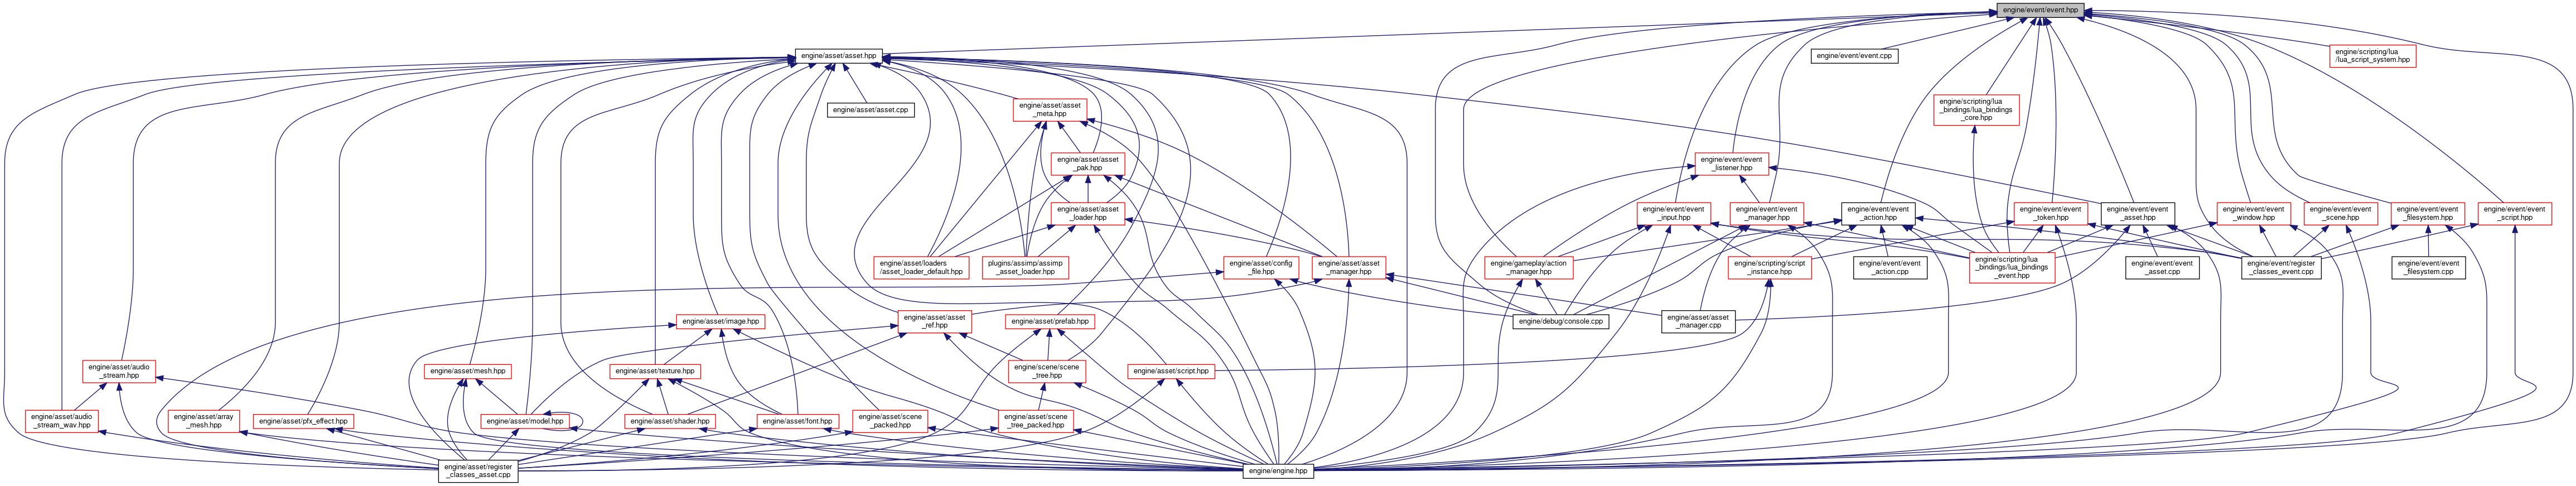 engine/event/event.hpp
engine/asset/asset.hpp
engine/event/event.cpp
engine/scripting/lua
/lua_script_system.hpp
engine/asset/asset.cpp
engine/asset/asset
_meta.hpp
engine/scripting/lua
_bindings/lua_bindings
_core.hpp
engine/asset/asset
_pak.hpp
engine/event/event
_listener.hpp
engine/asset/asset
_loader.hpp
engine/event/event
_input.hpp
engine/event/event
_manager.hpp
engine/event/event
_action.hpp
engine/event/event
_token.hpp
engine/event/event
_asset.hpp
engine/event/event
_window.hpp
engine/event/event
_scene.hpp
engine/event/event
_filesystem.hpp
engine/event/event
_script.hpp
engine/asset/loaders
/asset_loader_default.hpp
plugins/assimp/assimp
_asset_loader.hpp
engine/asset/config
_file.hpp
engine/asset/asset
_manager.hpp
engine/gameplay/action
_manager.hpp
engine/scripting/script
_instance.hpp
engine/event/event
_action.cpp
engine/scripting/lua
_bindings/lua_bindings
_event.hpp
engine/event/event
_asset.cpp
engine/event/register
_classes_event.cpp
engine/event/event
_filesystem.cpp
engine/asset/image.hpp
engine/asset/asset
_ref.hpp
engine/asset/prefab.hpp
engine/debug/console.cpp
engine/asset/asset
_manager.cpp
engine/asset/audio
_stream.hpp
engine/asset/mesh.hpp
engine/asset/texture.hpp
engine/scene/scene
_tree.hpp
engine/asset/script.hpp
engine/asset/audio
_stream_wav.hpp
engine/asset/array
_mesh.hpp
engine/asset/pfx_effect.hpp
engine/asset/model.hpp
engine/asset/shader.hpp
engine/asset/font.hpp
engine/asset/scene
_packed.hpp
engine/asset/scene
_tree_packed.hpp
engine/asset/register
_classes_asset.cpp
engine/engine.hpp